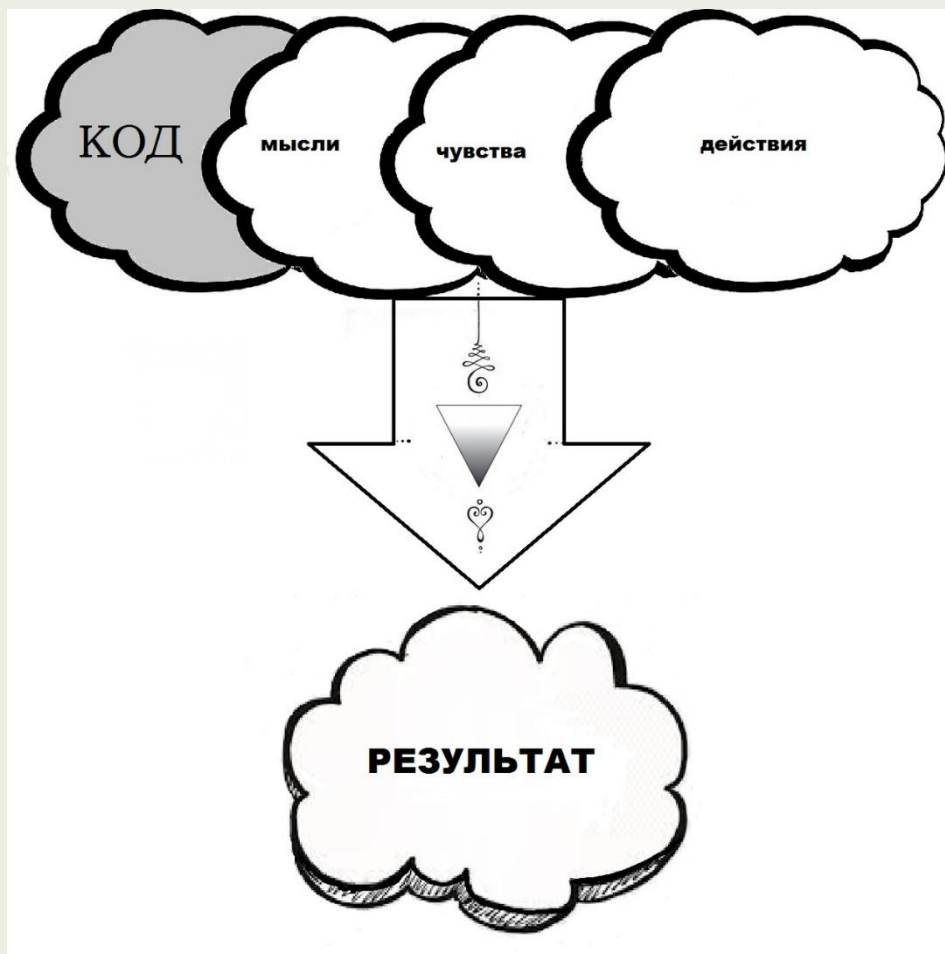 КОД
мысли
чувства
действия
РЕЗУЛЬТАТ